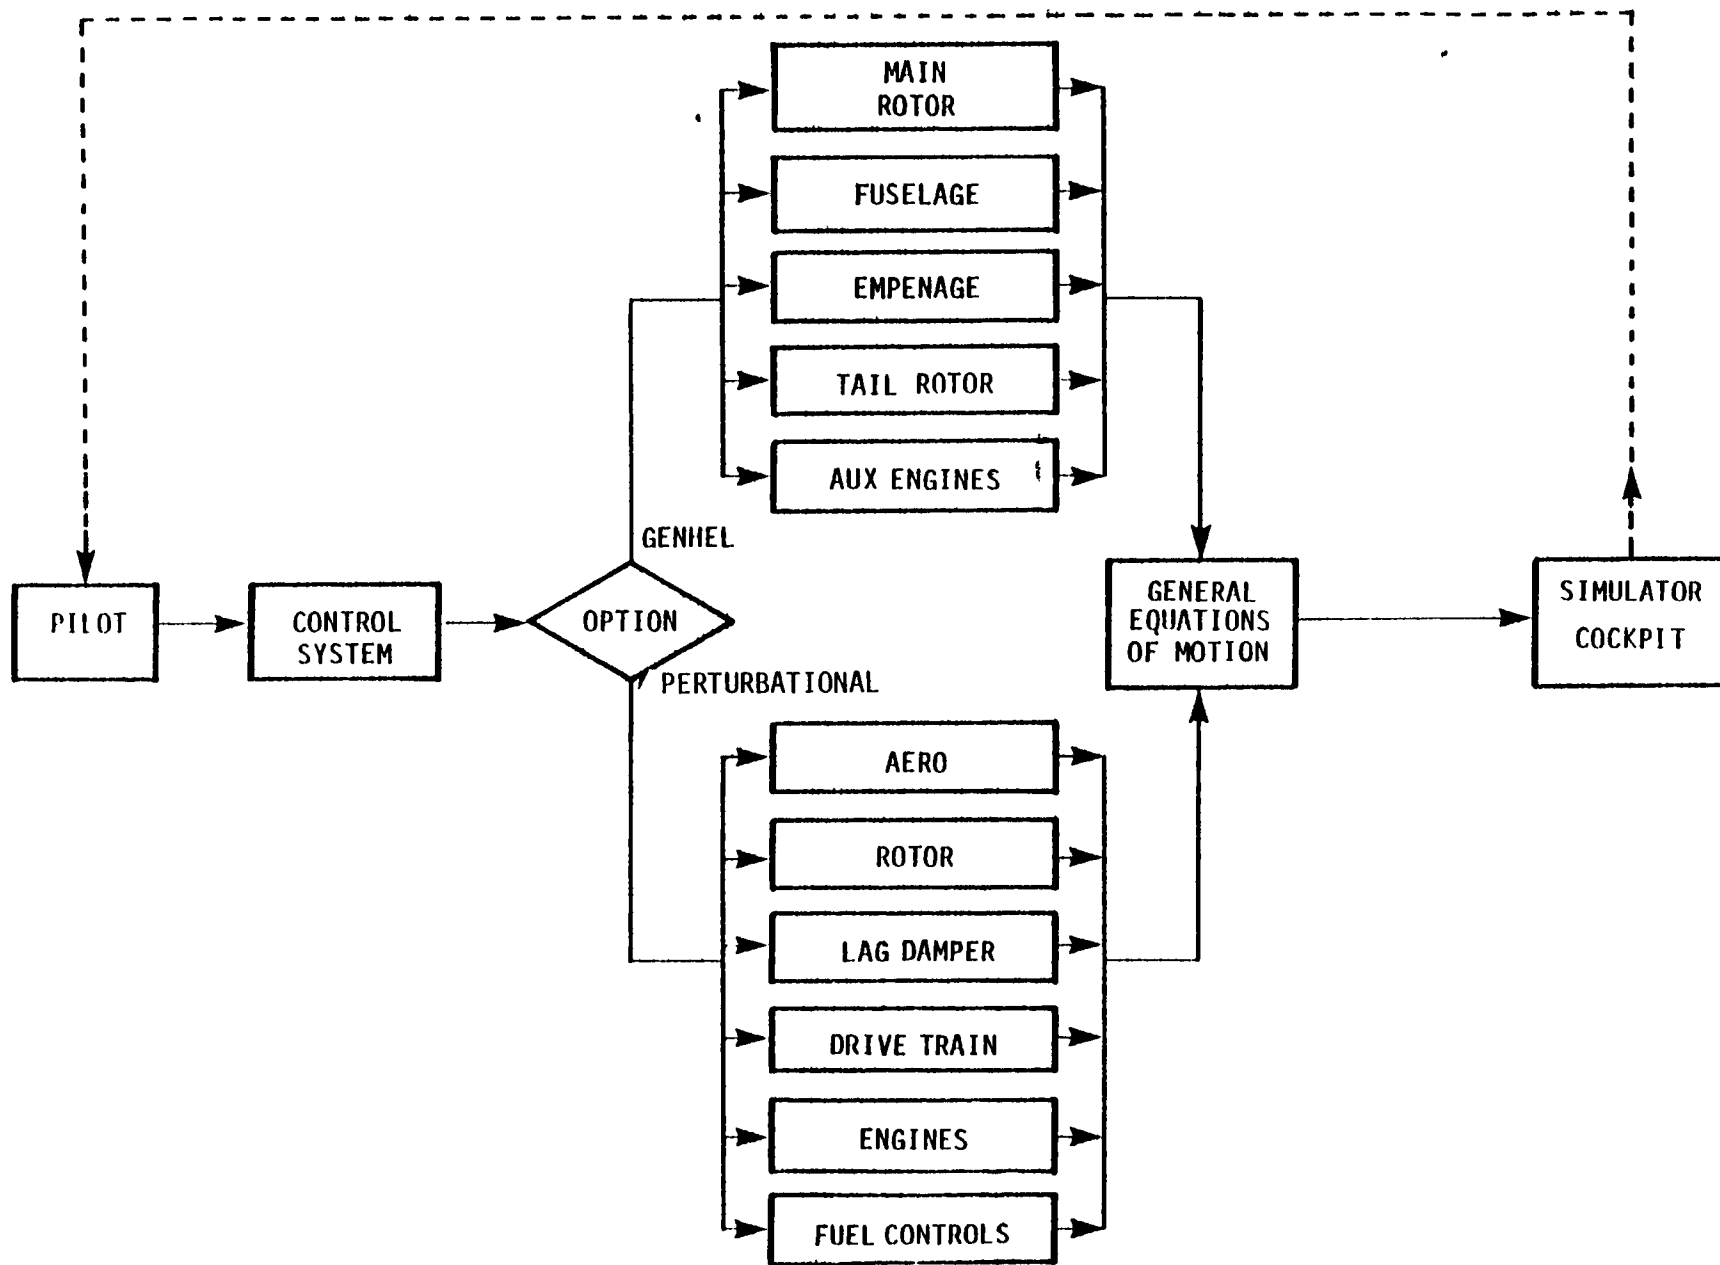 MAIN
ROTOR
FUSELAGE
EMPENAGE
TAIL ROTOR
AUX ENGINES
GENHEL
PILOT
CONTROL
SYSTEM
OPTION
GENERAL
EQUATIONS
OF MOTION
SIMULATOR
COCKPIT
PERTURBATIONAL
AERO
ROTOR
LAG DAMPER
DRIVE TRAIN
ENGINES
FUEL CONTROLS